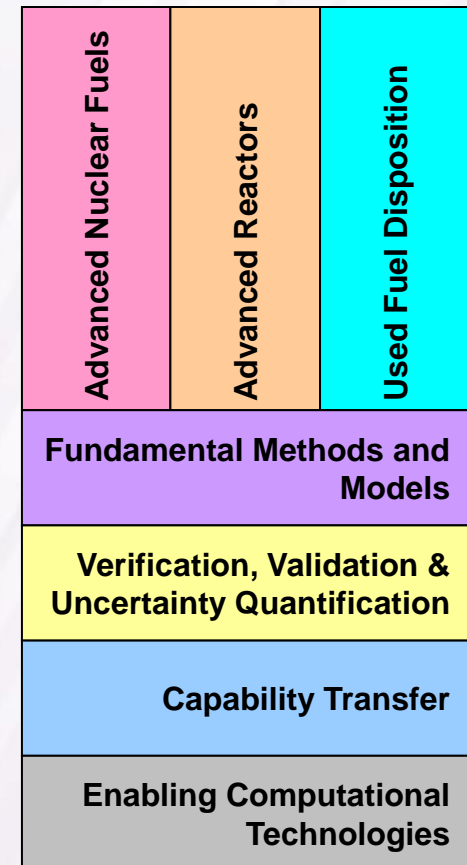 Advanced Nuclear Fuels
Advanced Reactors
Used Fuel Disposition
Fundamental Methods and
Models
Verification, Validation &
Uncertainty Quantification
Capability Transfer
Enabling Computational
Technologies